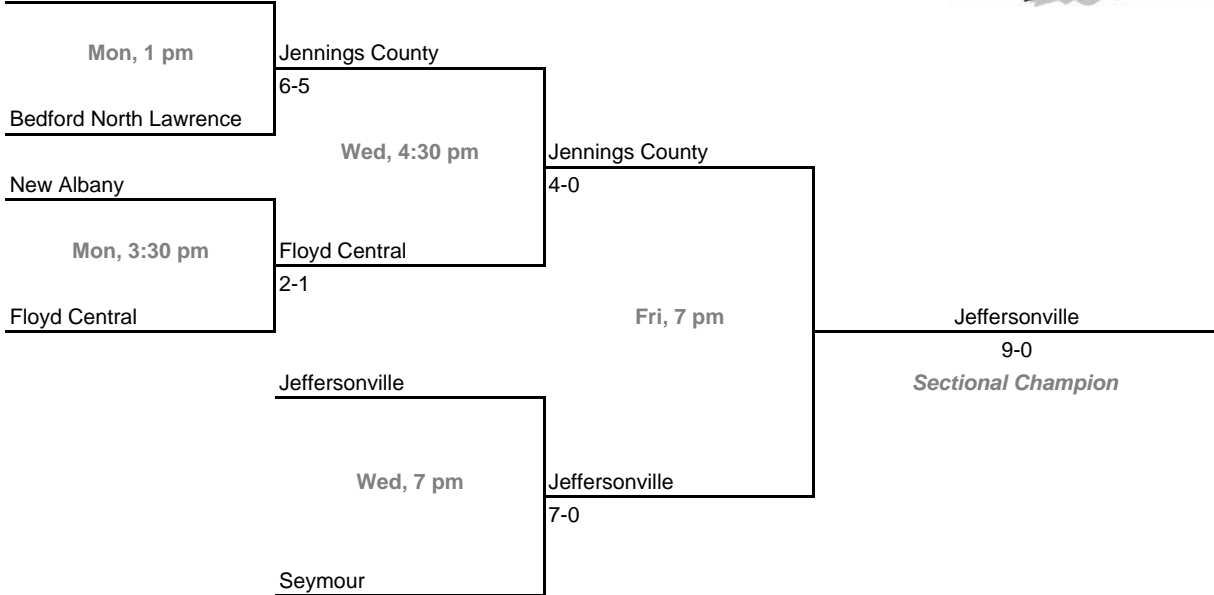 Mon, 1 pm
Jennings County
6-5
Bedford North Lawrence
Wed, 4:30 pm
Jennings County
New Albany
4-0
Mon, 3:30 pm
Floyd Central
2-1
Floyd Central
Fri, 7 pm
Jeffersonville
9-0
Jeffersonville
Sectional Champion
Wed, 7 pm
Jeffersonville
7-0
Seymour